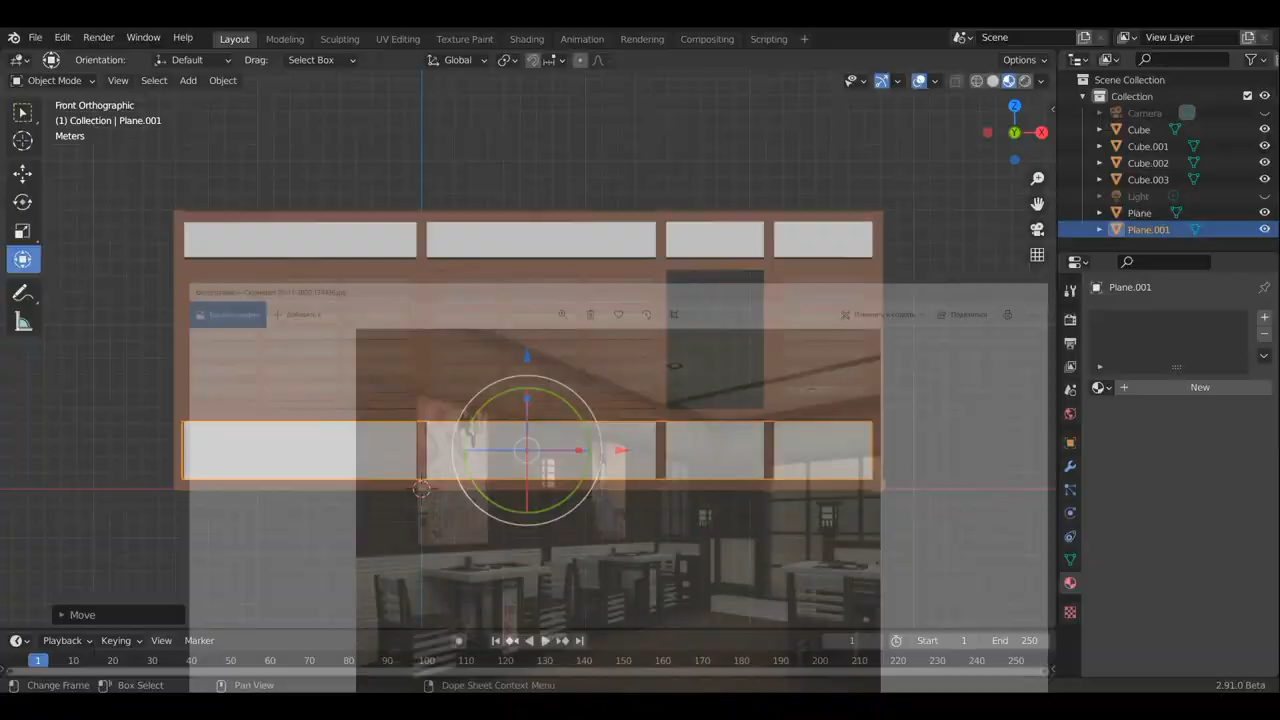 File Edit Render Window Help Layout Modeling Sculpting UV Editing Texture Paint Shading Animation Rendering Compositing Scripting + Scene View Layer
Orientation: Default Drag: Select Box Global Options
Object Mode View Select Add Object
Scene Collection
Front Orthographic
(1) Collection | Plane.001
Meters
Collection
Camera
Cube
Cube.001
Cube.002
Cube.003
Light
Plane
Plane.001
Z
Y
X
Plane.001
New
Добавить в
Поделиться
Move
Playback Keying View Marker 1 Start 1 End 250
1 10 20 30 40 50 60 70 80 90 100 110 120 130 140 150 160 170 180 190 200 210 220 230 240 250
Change Frame Box Select Pan View Dope Sheet Context Menu 2.91.0 Beta